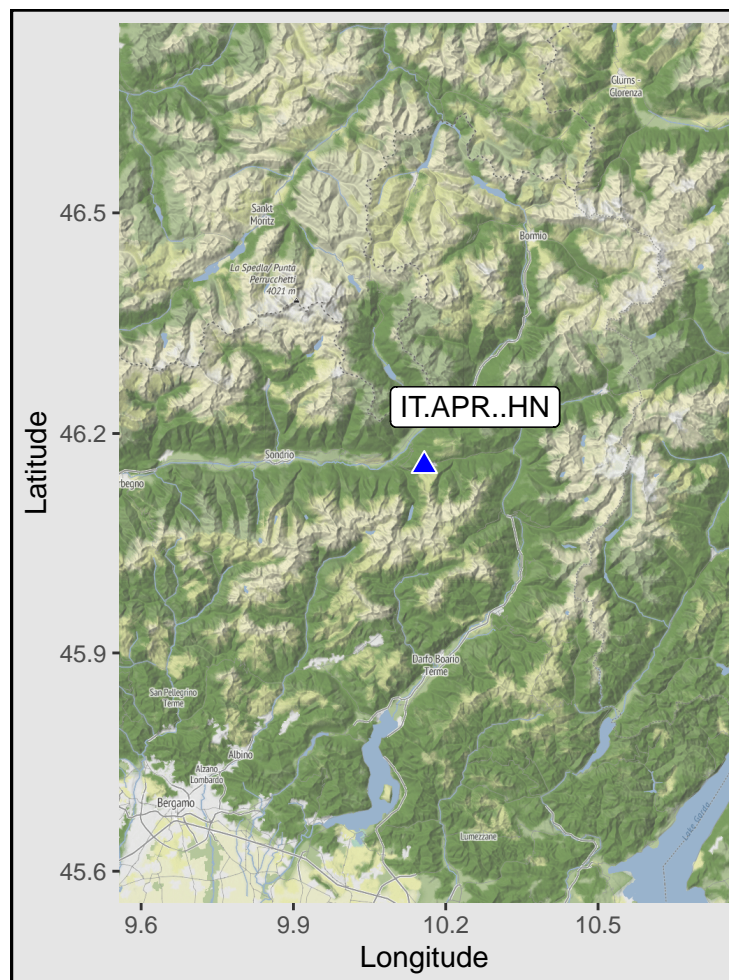 Glurns -
Glorenza
46.5
Sankt
Moritz
Bormio
La Spedla/ Punta
Perrucchetti
4021 m
IT.APR..HN
46.2
Sondrio
rbegno
Latitude
45.9
Darfo Boario
Terme
San Pellegrino
Terme
Albino
Alzano
Lombardo
Bergamo
Lumezzane
Lake Garda
45.6
9.6
9.9
10.2
10.5
Longitude